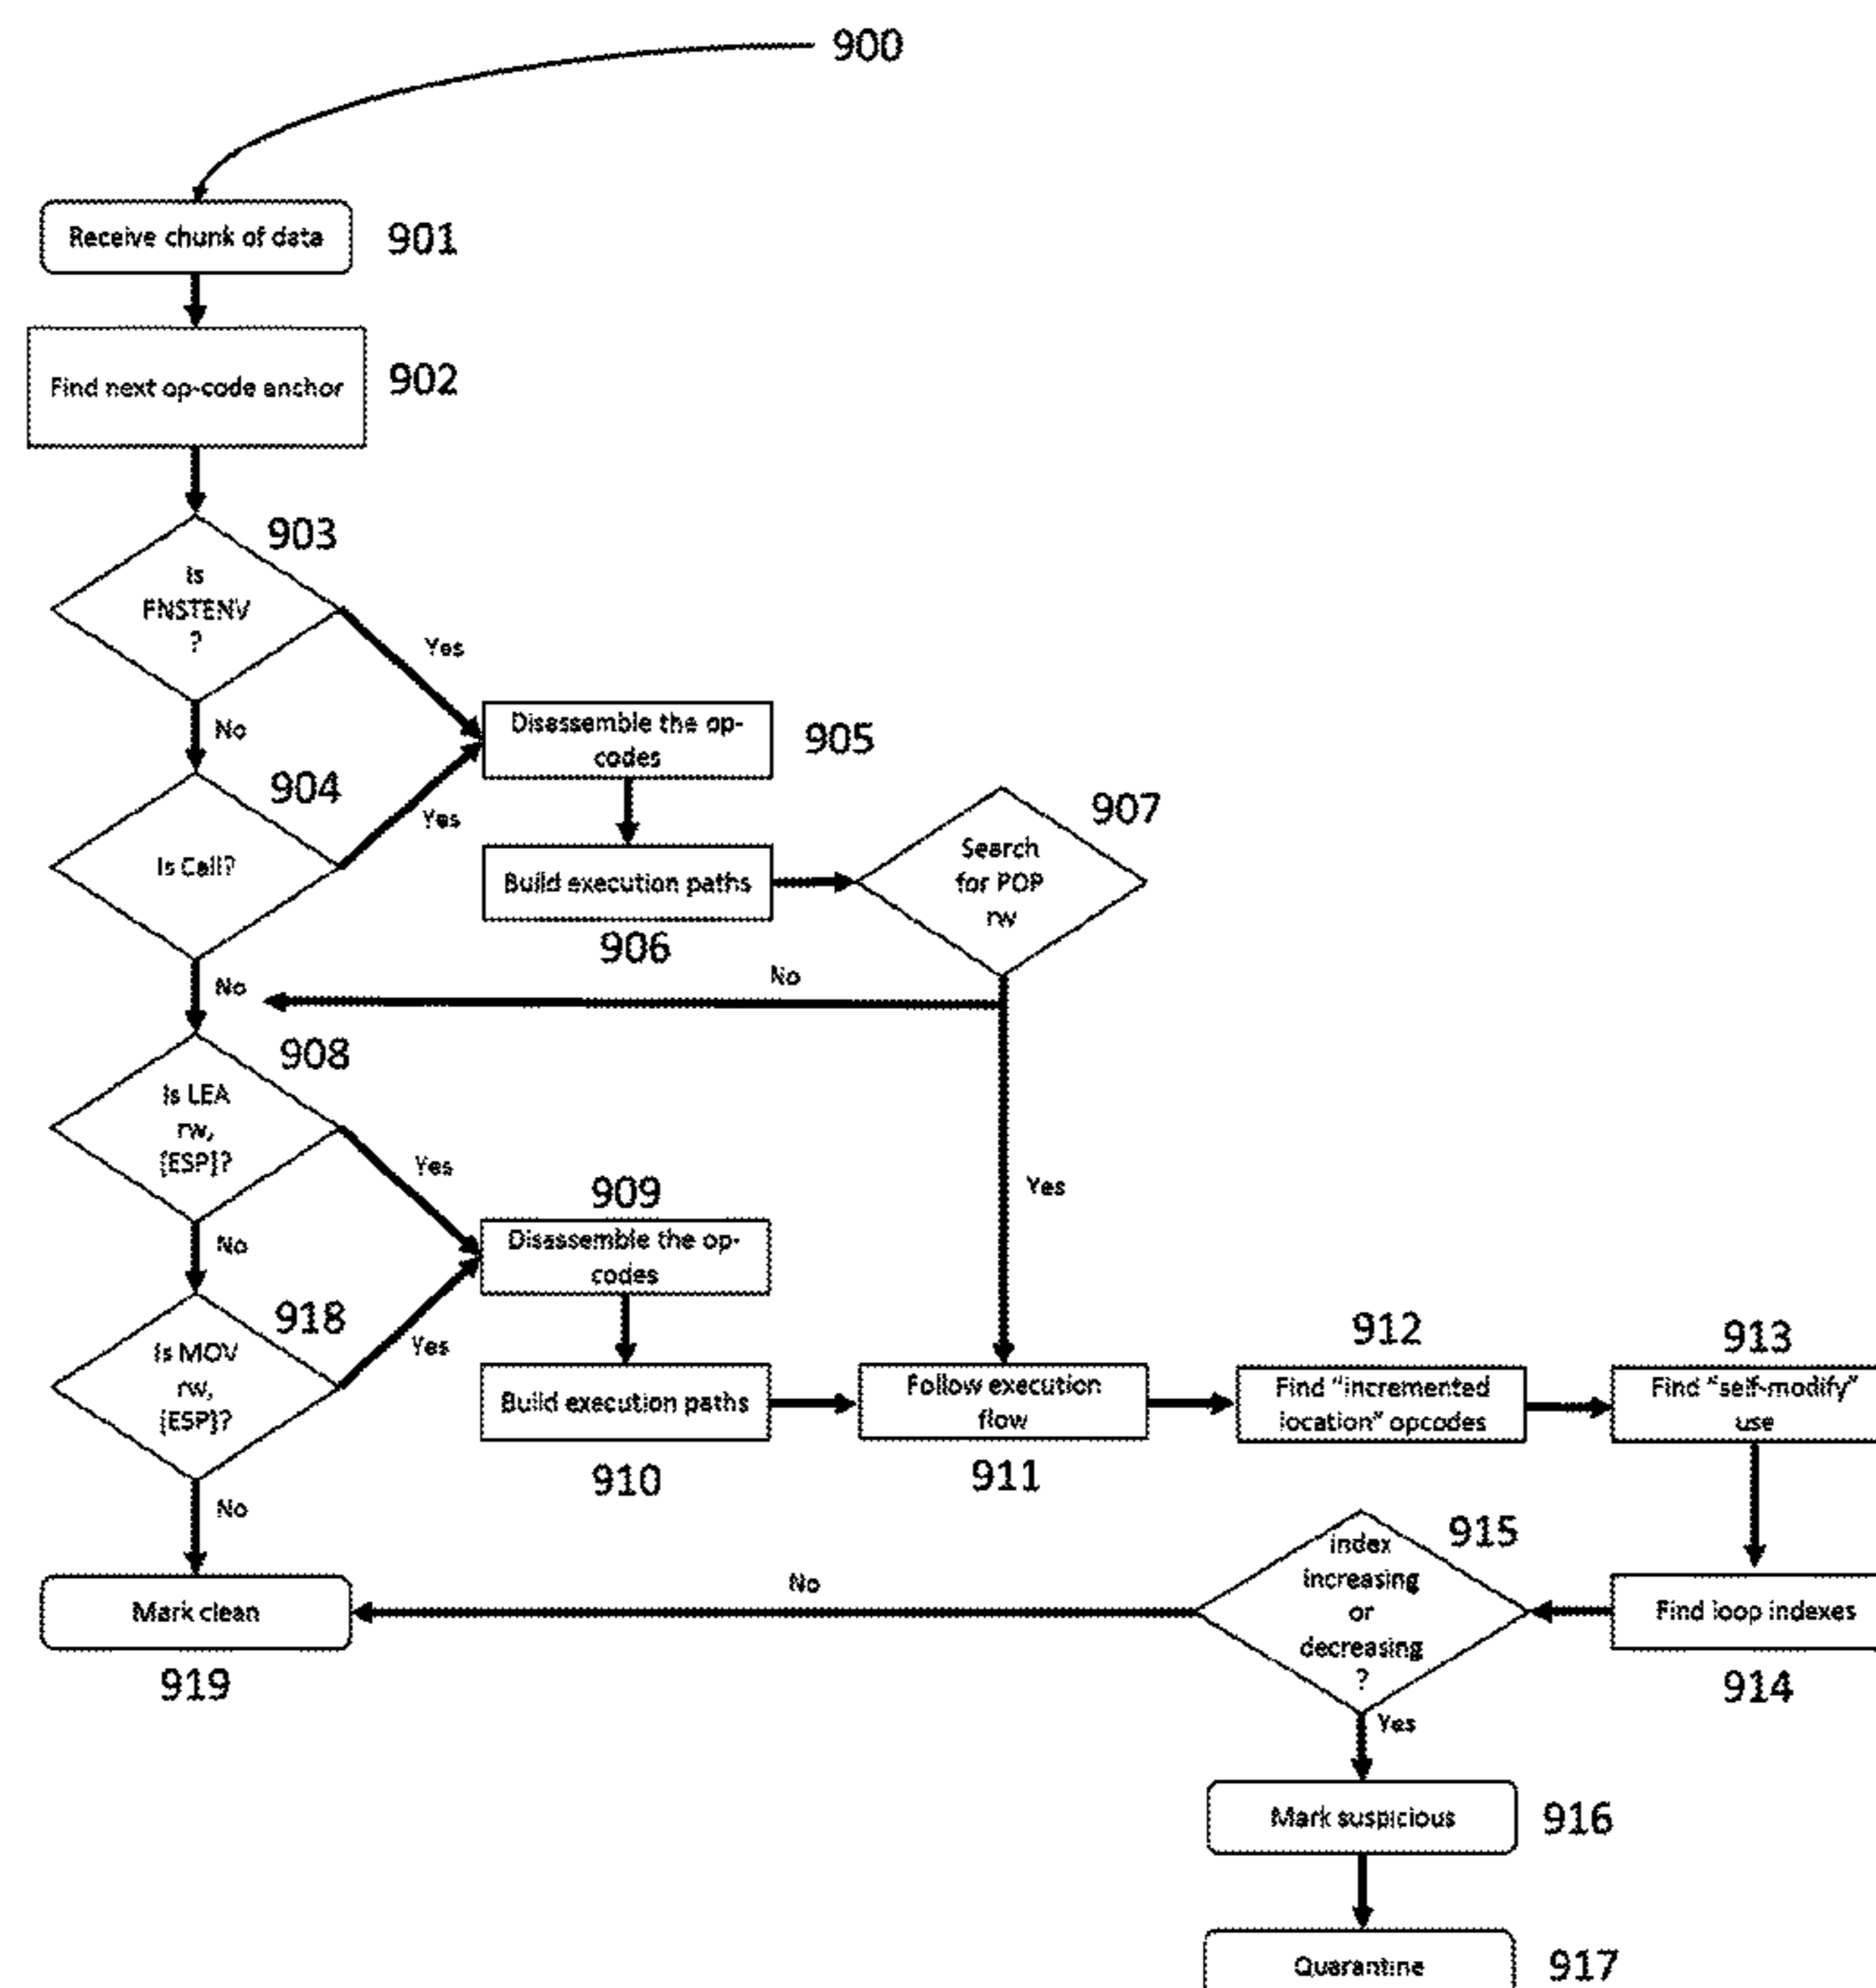 900
Receive chunk of data
901
Find next op-code anchor
902
903
Is
FNSTENV
?
Yes
No
904
Is Call?
Yes
Disassemble the op-
codes
905
Build execution paths
906
907
Search
for POP
rw
No
No
908
Is LEA
rw,
[ESP]?
Yes
Yes
No
909
Disassemble the op-
codes
918
Is MOV
rw,
[ESP]?
Yes
Build execution paths
910
Follow execution
flow
911
912
Find "incremented
location" opcodes
913
Find "self-modify"
use
No
Mark clean
919
No
915
index
increasing
or
decreasing
?
Find loop indexes
914
Yes
Mark suspicious
916
Quarantine
917